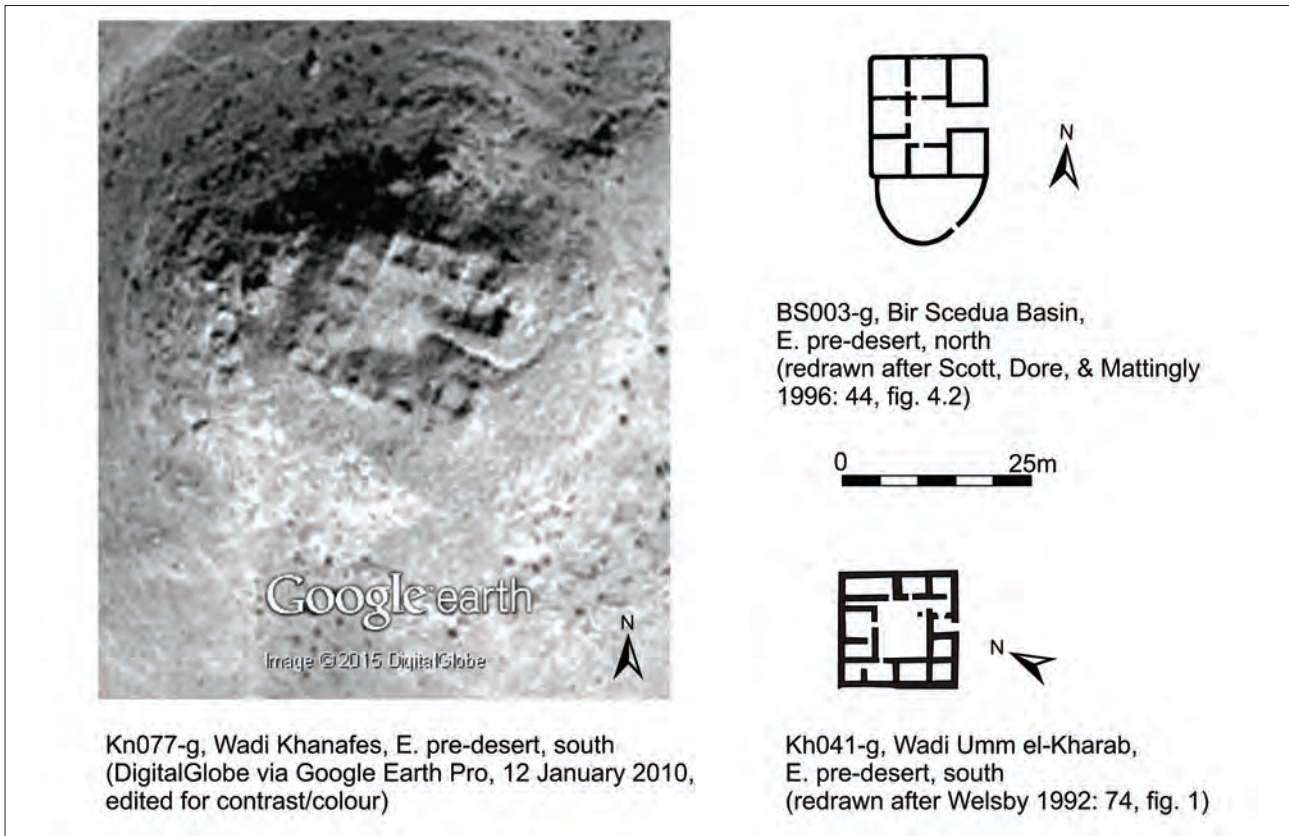 N
Google earth
Image © 2015 DigitalGlobe
Kn077-g, Wadi Khanafes, E. pre-desert, south
(DigitalGlobe via Google Earth Pro, 12 January 2010,
edited for contrast/colour)
N
BS003-g, Bir Scedua Basin,
E. pre-desert, north
(redrawn after Scott, Dore, & Mattingly
1996: 44, fig. 4.2)
0 25m
N
Kh041-g, Wadi Umm el-Kharab,
E. pre-desert, south
(redrawn after Welsby 1992: 74, fig. 1)